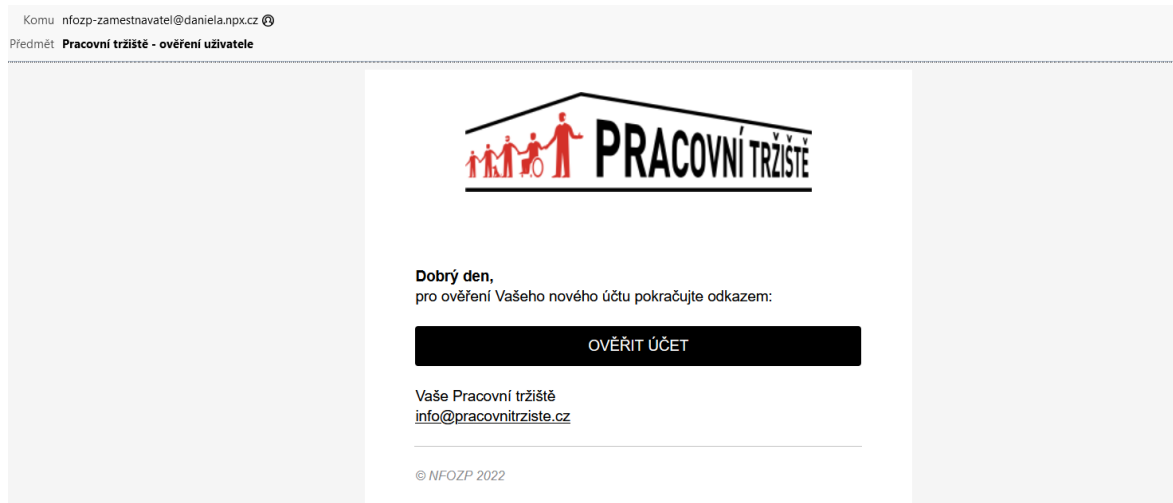 Komu nfozp-zamestnavatel@daniela.npx.cz
Předmět Pracovní tržiště - ověření uživatele
PRACOVNÍ TRŽIŠTĚ
Dobrý den,
pro ověření Vašeho nového účtu pokračujte odkazem:
OVĚŘIT ÚČET
Vaše Pracovní tržiště
info@pracovnitrziste.cz
© NFOZP 2022